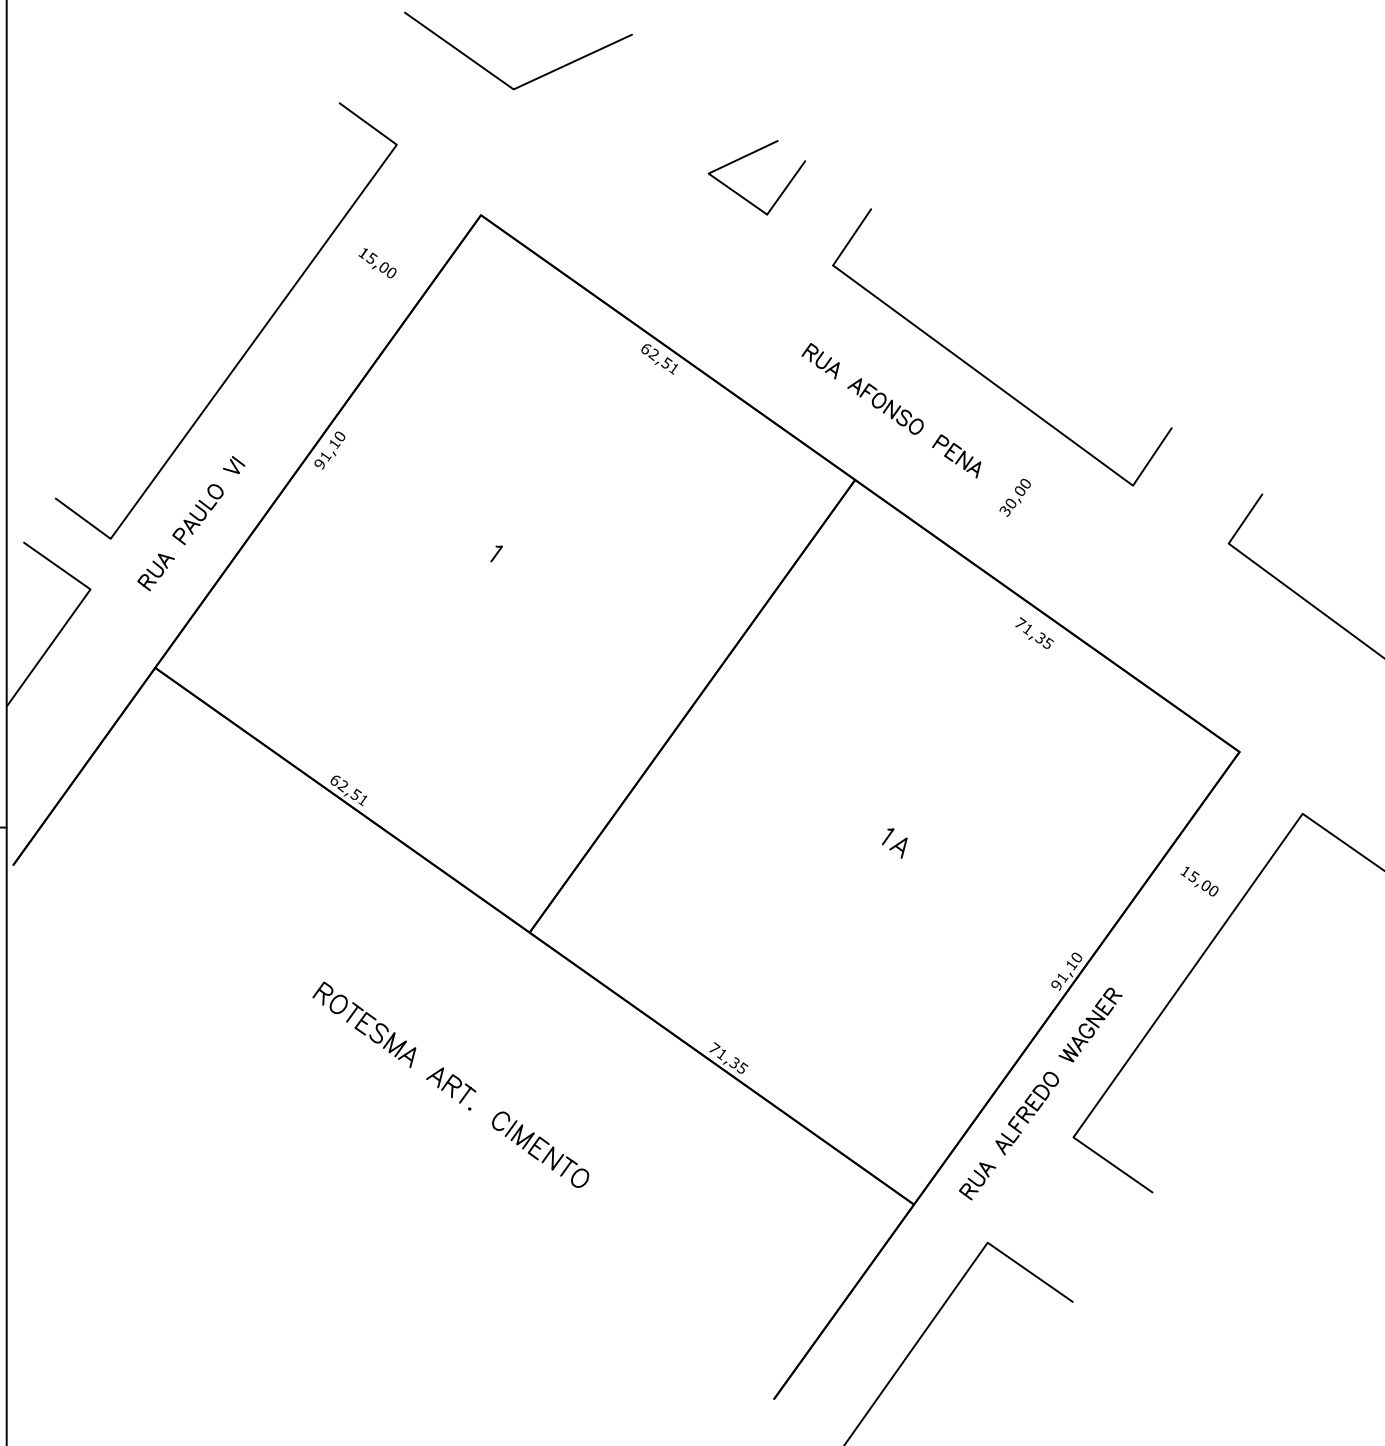 15,00
62,51
RUA AFONSO PENA
91,10
30,00
RUA PAULO VI
1
71,35
62,51
1A
15,00
91,10
ROTESMA ART. CIMENTO
71,35
RUA ALFREDO WAGNER